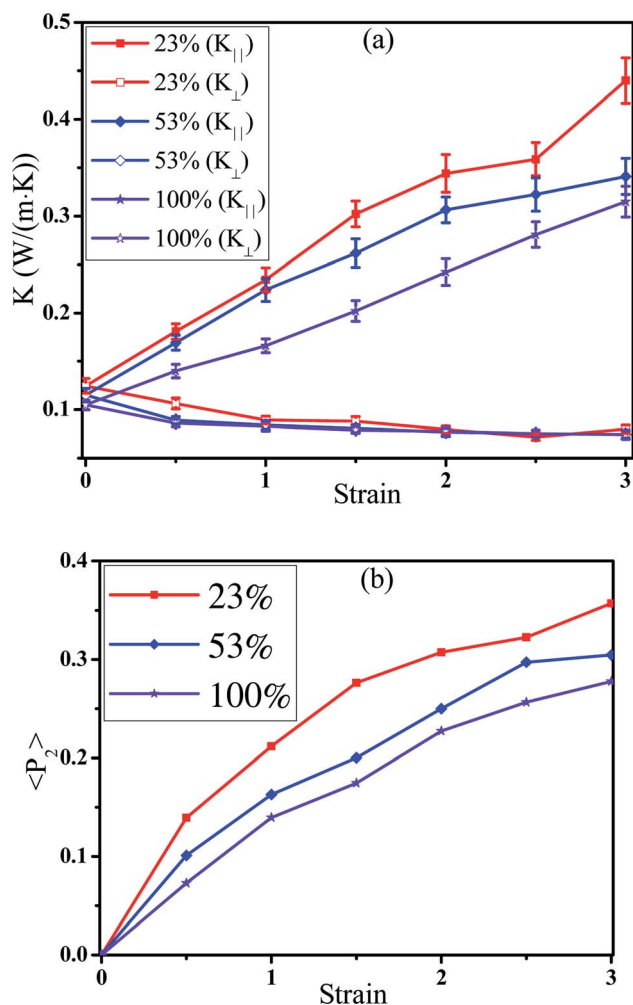 (a)
23% (K||)
23% (K⊥)
53% (K||)
53% (K⊥)
100% (K||)
100% (K⊥)
K (W/(m·K))
0.5
0.4
0.3
0.2
0.1
0 1 2 3
Strain
(b)
23%
53%
100%
<P2>
0.4
0.3
0.2
0.1
0.0
0 1 2 3
Strain